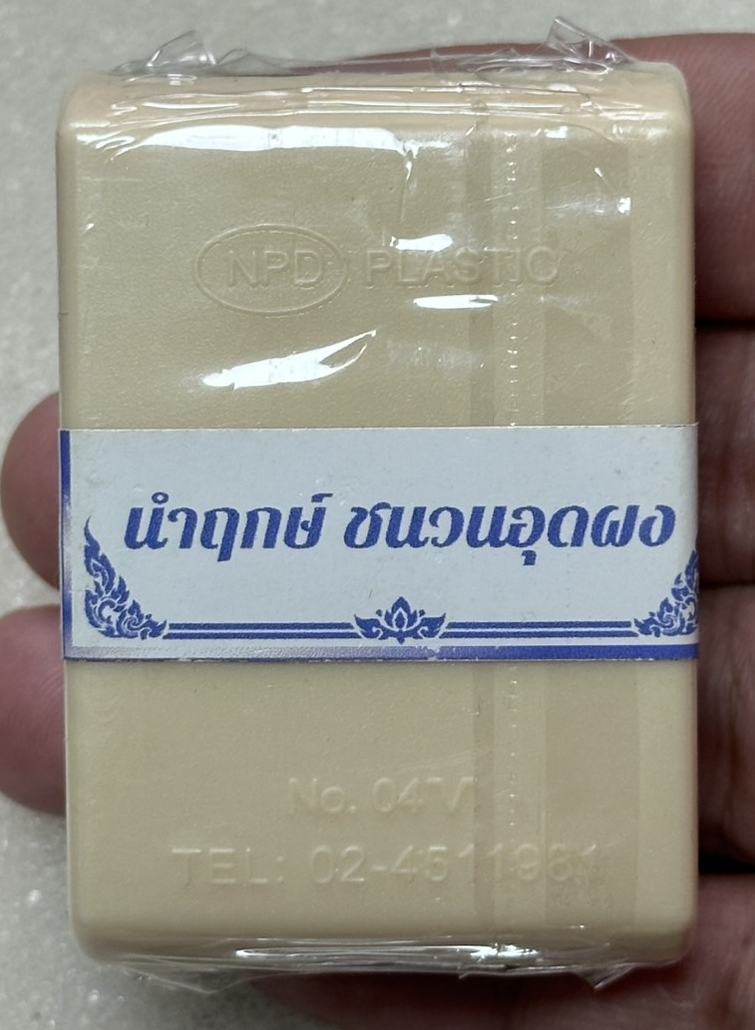 NPD PLASTIC
นำฤกษ์ ชนวนอุดผง
No. 04
TEL: 02-4511981